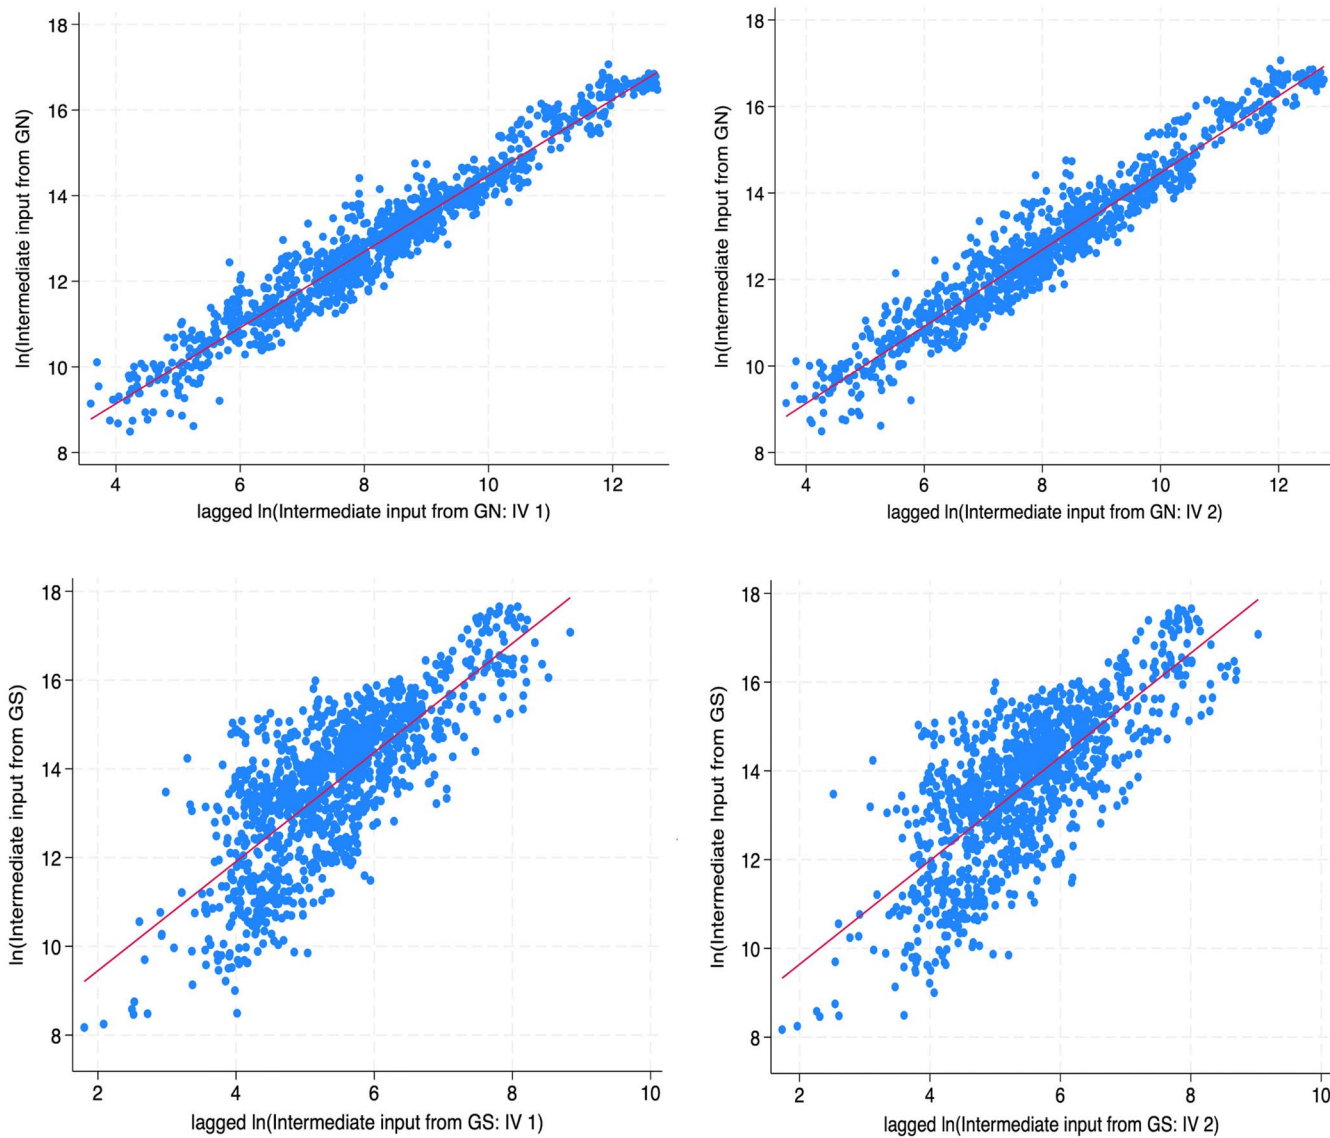 18
16
14
12
10
8
ln(Intermediate input from GN)
4 6 8 10 12
lagged ln(Intermediate input from GN: IV 1)
18
16
14
12
10
8
ln(Intermediate Input from GN)
4 6 8 10 12
lagged ln(Intermediate input from GN: IV 2)
18
16
14
12
10
8
ln(Intermediate input from GS)
2 4 6 8 10
lagged ln(Intermediate input from GS: IV 1)
18
16
14
12
10
8
ln(Intermediate Input from GS)
2 4 6 8 10
lagged ln(Intermediate input from GS: IV 2)